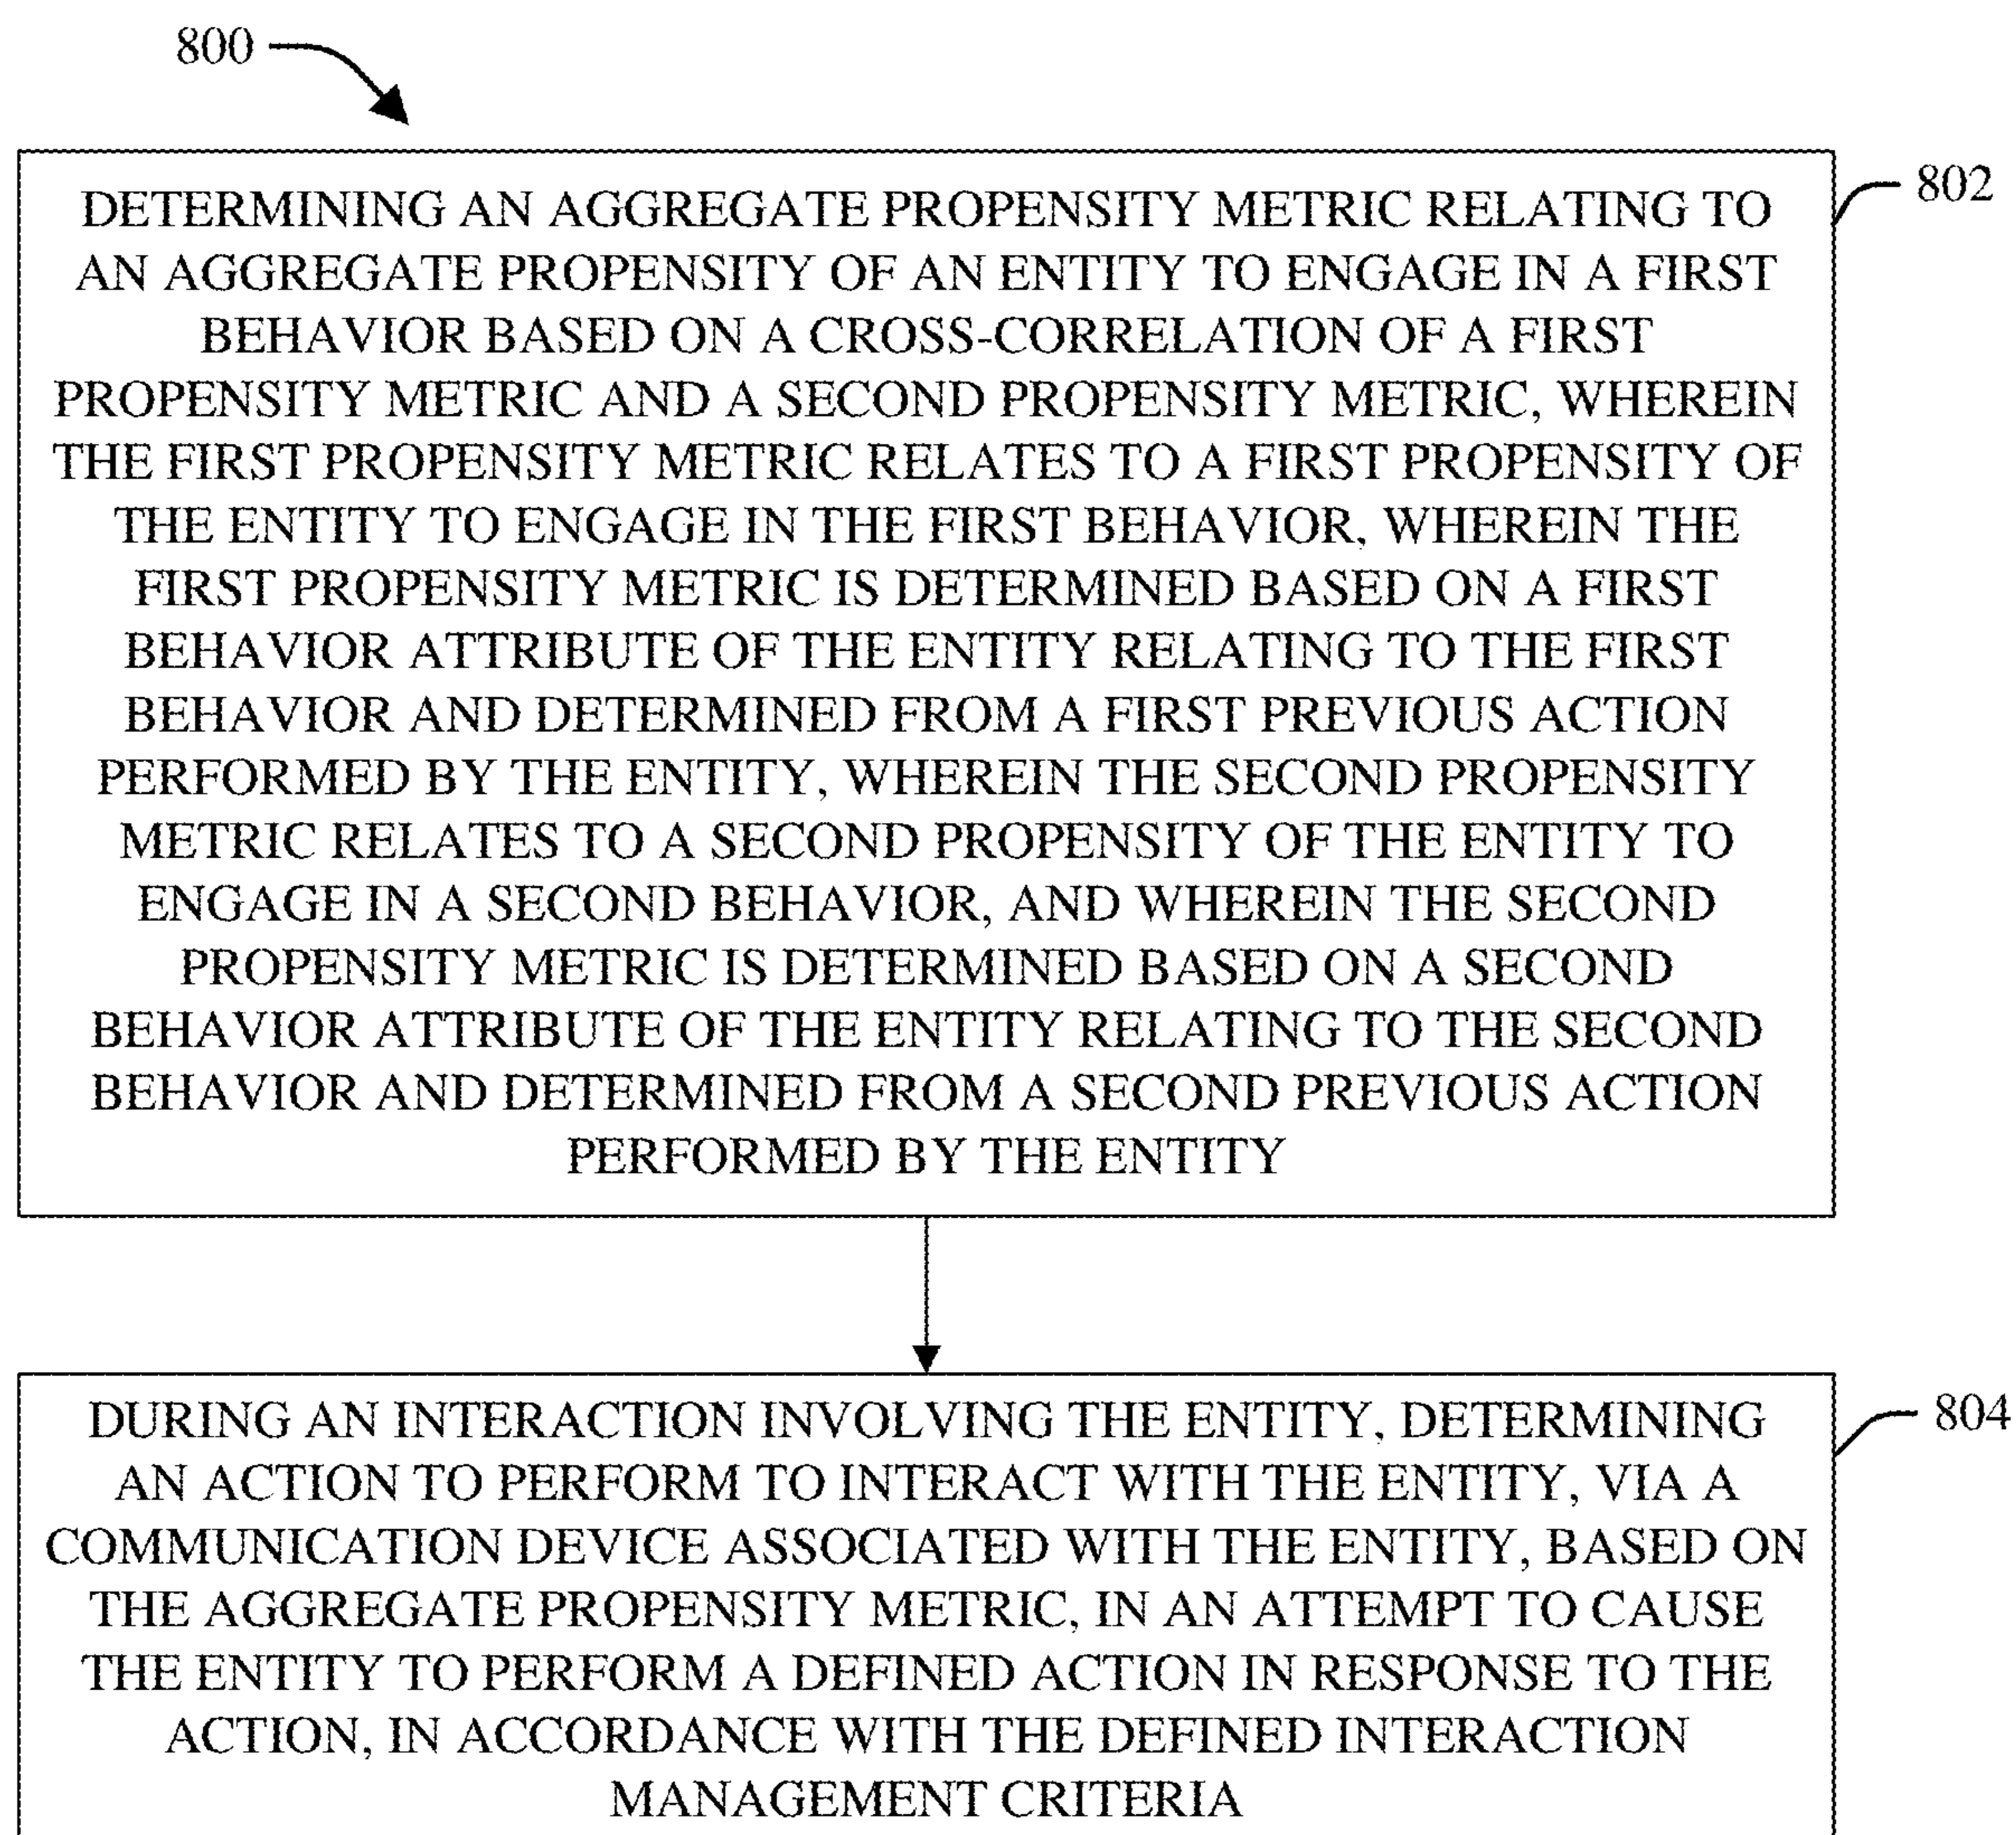 800
802
DETERMINING AN AGGREGATE PROPENSITY METRIC RELATING TO
AN AGGREGATE PROPENSITY OF AN ENTITY TO ENGAGE IN A FIRST
BEHAVIOR BASED ON A CROSS-CORRELATION OF A FIRST
PROPENSITY METRIC AND A SECOND PROPENSITY METRIC, WHEREIN
THE FIRST PROPENSITY METRIC RELATES TO A FIRST PROPENSITY OF
THE ENTITY TO ENGAGE IN THE FIRST BEHAVIOR, WHEREIN THE
FIRST PROPENSITY METRIC IS DETERMINED BASED ON A FIRST
BEHAVIOR ATTRIBUTE OF THE ENTITY RELATING TO THE FIRST
BEHAVIOR AND DETERMINED FROM A FIRST PREVIOUS ACTION
PERFORMED BY THE ENTITY, WHEREIN THE SECOND PROPENSITY
METRIC RELATES TO A SECOND PROPENSITY OF THE ENTITY TO
ENGAGE IN A SECOND BEHAVIOR, AND WHEREIN THE SECOND
PROPENSITY METRIC IS DETERMINED BASED ON A SECOND
BEHAVIOR ATTRIBUTE OF THE ENTITY RELATING TO THE SECOND
BEHAVIOR AND DETERMINED FROM A SECOND PREVIOUS ACTION
PERFORMED BY THE ENTITY
804
DURING AN INTERACTION INVOLVING THE ENTITY, DETERMINING
AN ACTION TO PERFORM TO INTERACT WITH THE ENTITY, VIA A
COMMUNICATION DEVICE ASSOCIATED WITH THE ENTITY, BASED ON
THE AGGREGATE PROPENSITY METRIC, IN AN ATTEMPT TO CAUSE
THE ENTITY TO PERFORM A DEFINED ACTION IN RESPONSE TO THE
ACTION, IN ACCORDANCE WITH THE DEFINED INTERACTION
MANAGEMENT CRITERIA